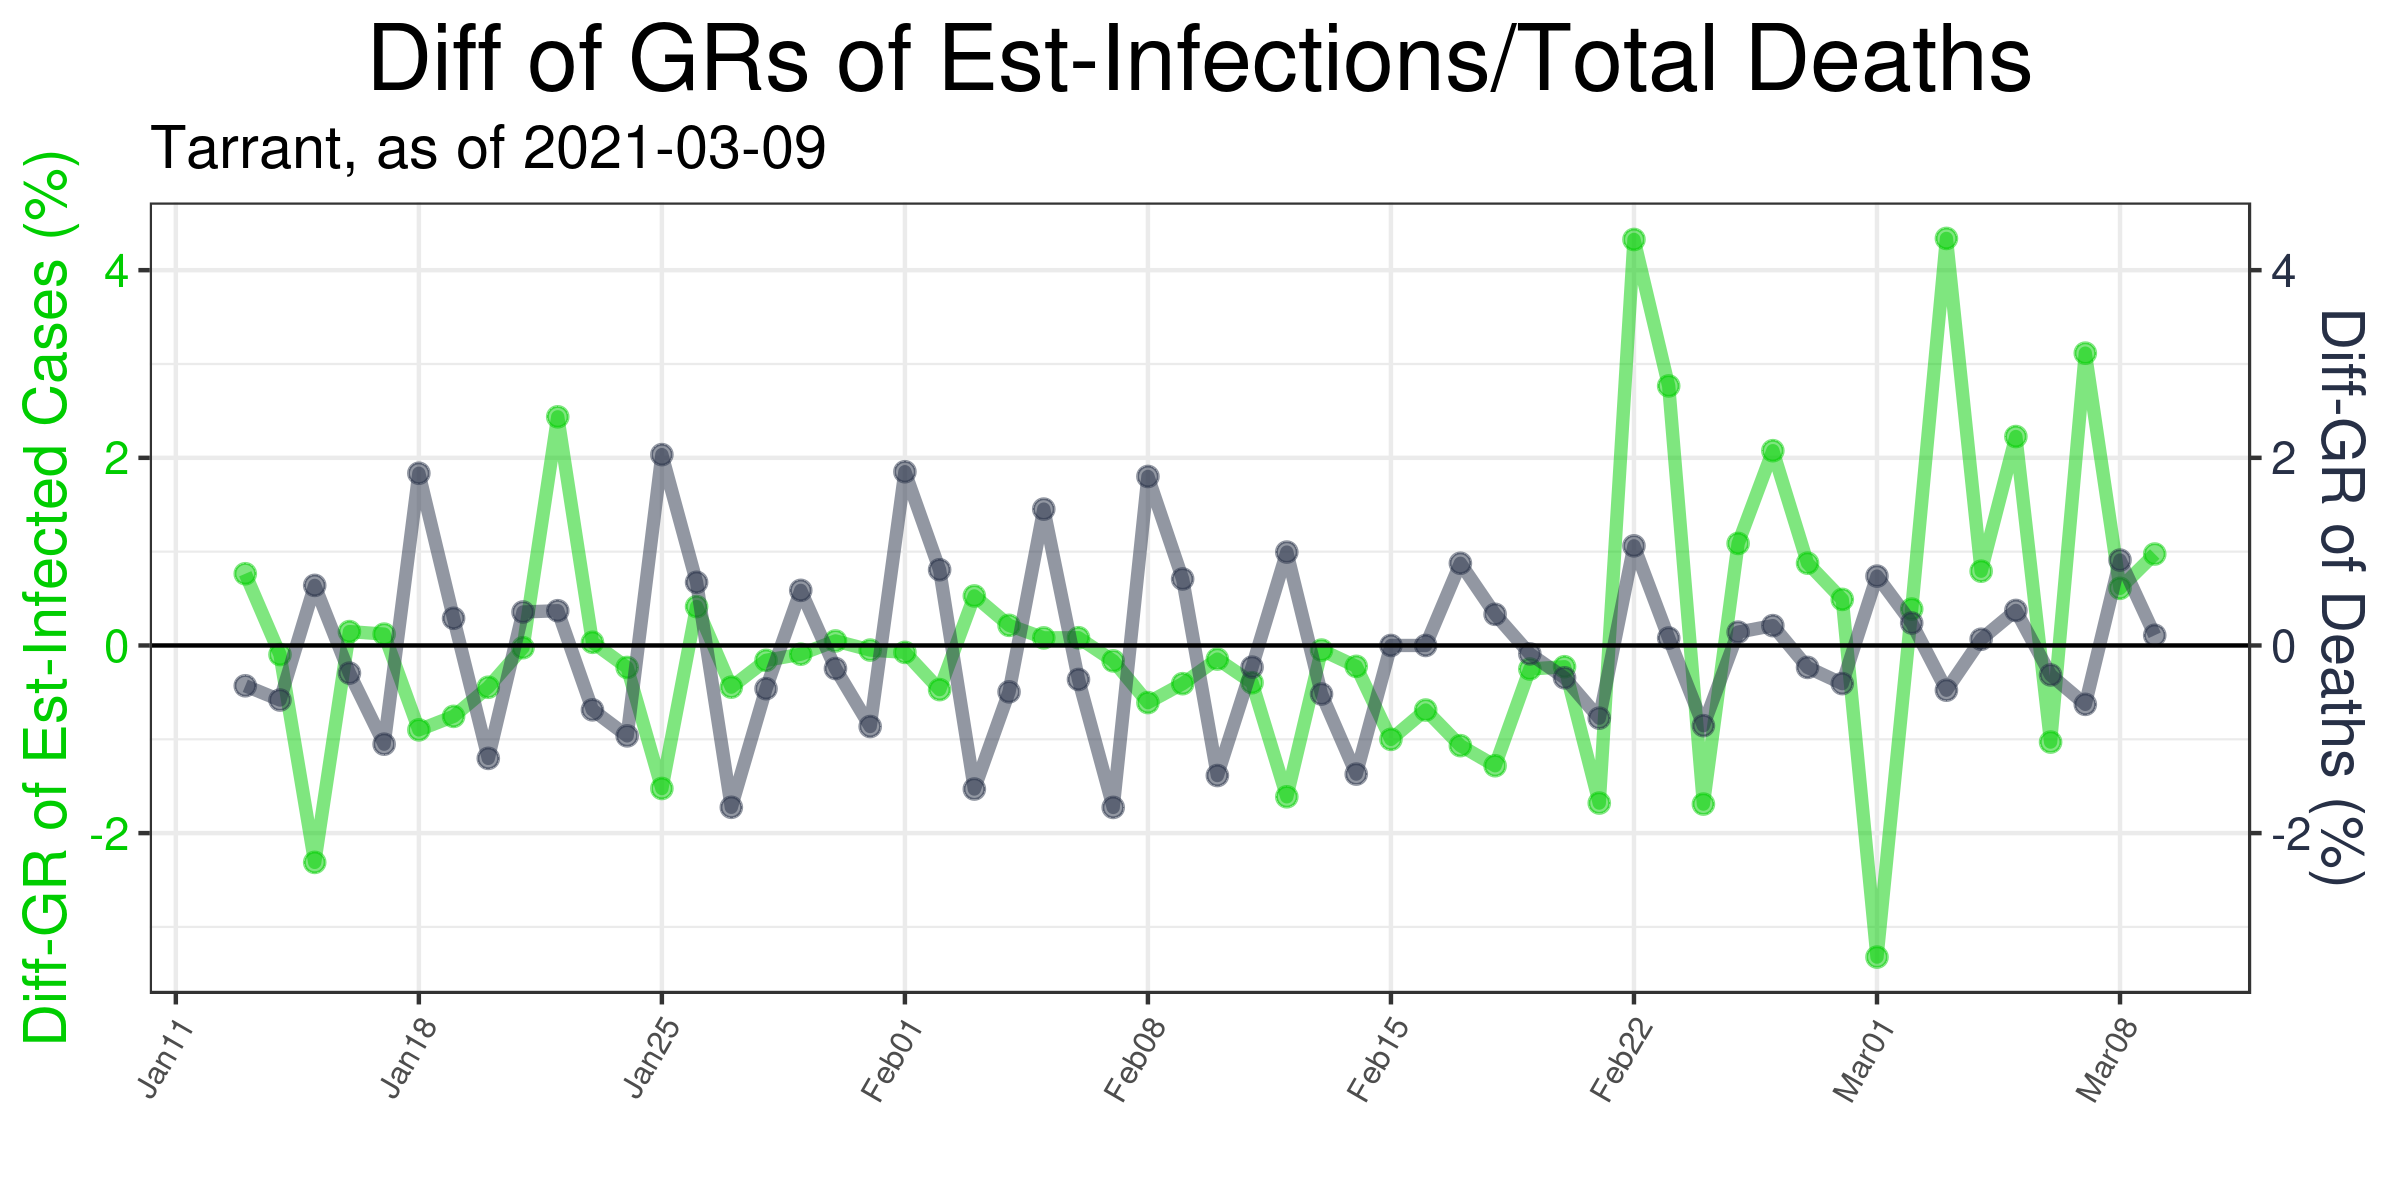 Diff of GRs of Est-Infections/Total Deaths
Tarrant, as of 2021-03-09
Diff-GR of Est-Infected Cases (%)
4
2
0
-2
4
2
0
-2
Diff-GR of Deaths (%)
Jan11
Jan18
Jan25
Feb01
Feb08
Feb15
Feb22
Mar01
Mar08